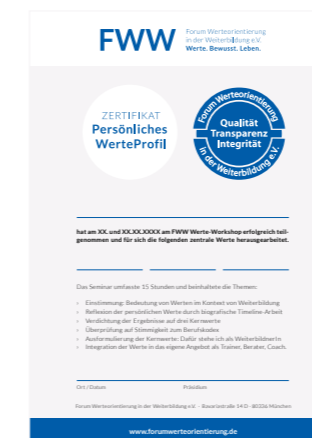 FWW
Forum Werteorientierung
in der Weiterbildung e.V.
Werte. Bewusst. Leben.
ZERTIFIKAT
Persönliches
WerteProfil
Forum Werteorientierung
Qualität
Transparenz
Integrität
in der Weiterbildung e.V.
hat am XX. und XX.XX.XXXX am FWW Werte-Workshop erfolgreich teil-
genommen und für sich die folgenden zentrale Werte herausgearbeitet.
Das Seminar umfasste 15 Stunden und beinhaltete die Themen:
› Einstimmung: Bedeutung von Werten im Kontext von Weiterbildung
› Reflexion der persönlichen Werte durch biografische Timeline-Arbeit
› Verdichtung der Ergebnisse auf drei Kernwerte
› Überprüfung auf Stimmigkeit zum Berufskodex
› Ausformulierung der Kernwerte: Dafür stehe ich als WeiterbildnerIn
› Integration der Werte in das eigene Angebot als Trainer, Berater, Coach.
Ort / Datum
Präsidium
Forum Werteorientierung in der Weiterbildung e.V. - Baaderstraße 14 D - 80336 München
www.forumwerteorientierung.de